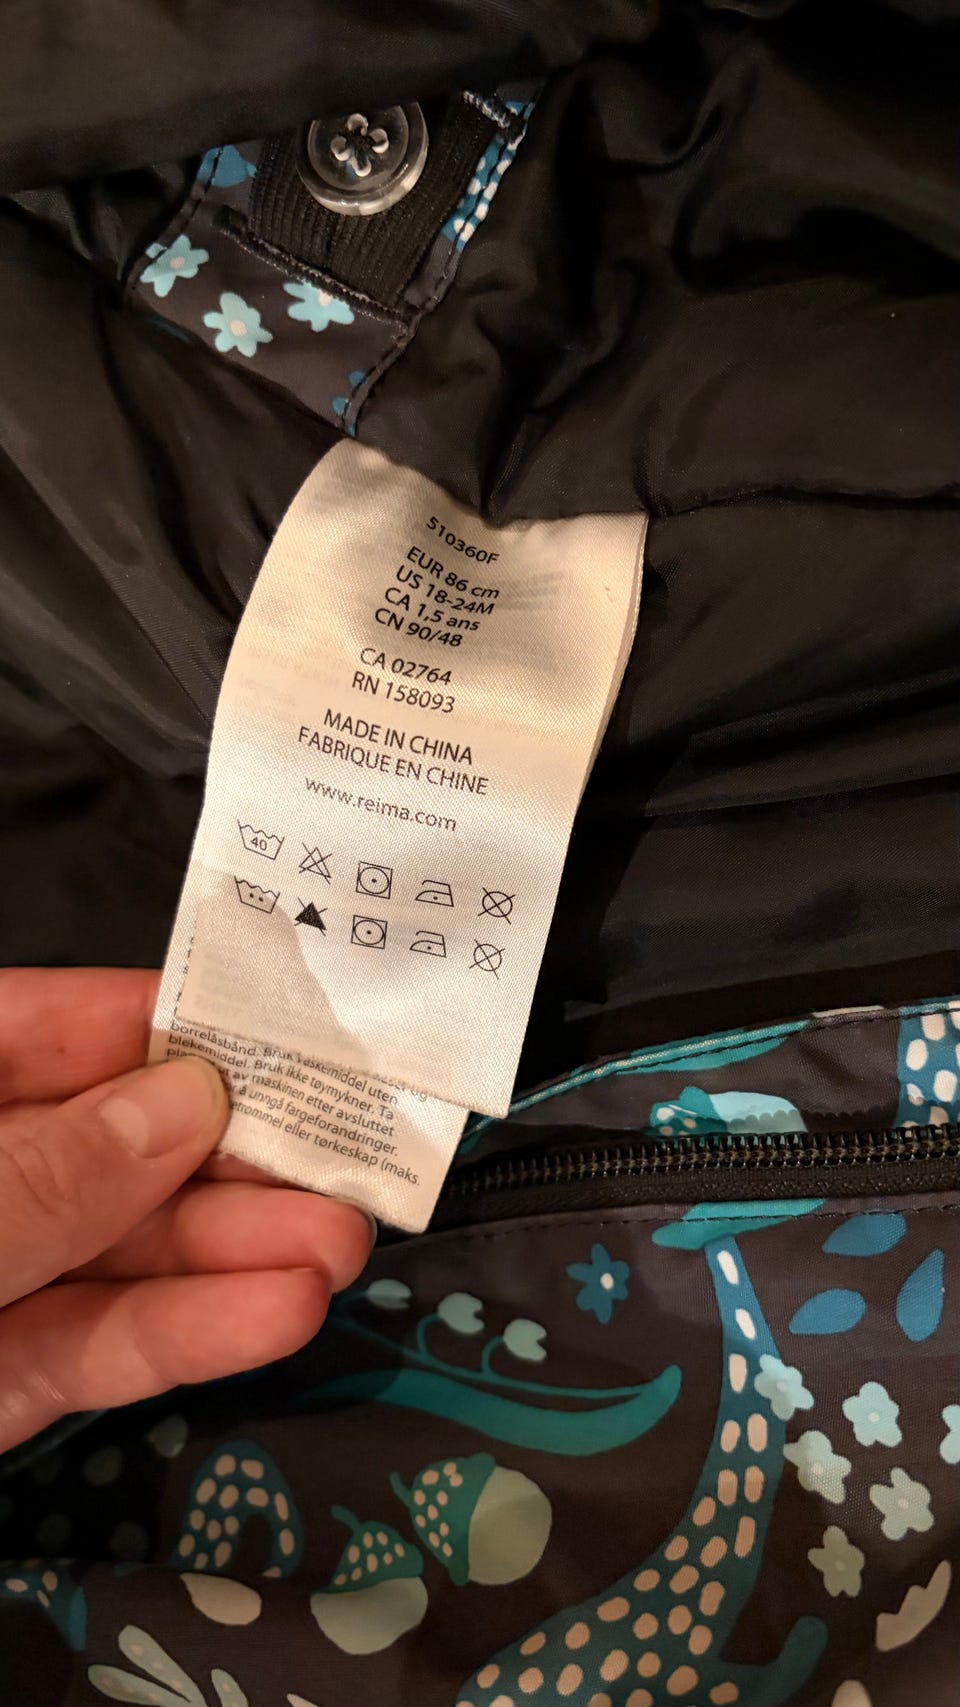 510360F
EUR 86 cm
US 18-24M
CA 1,5 ans
CN 90/48
CA 02764
RN 158093
MADE IN CHINA
FABRIQUE EN CHINE
www.reima.com
40
borrelåsbånd. Bruk vaskemiddel uten
blekemiddel. Bruk ikke tøymykner. Ta
ut av maskinen etter avsluttet
å unngå fargeforandringer.
eller tørkeskap (maks.